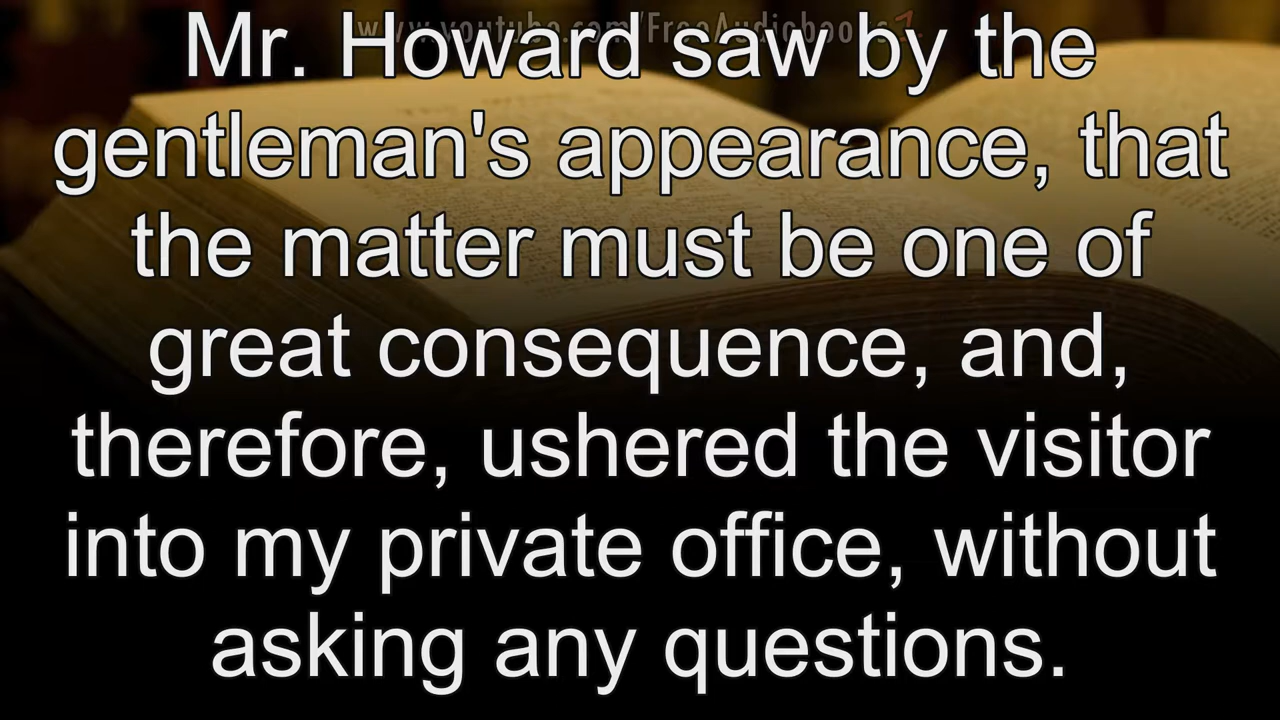 www.youtube.com/FreeAudiobooks
Mr. Howard saw by the
gentleman's appearance, that
the matter must be one of
great consequence, and,
therefore, ushered the visitor
into my private office, without
asking any questions.